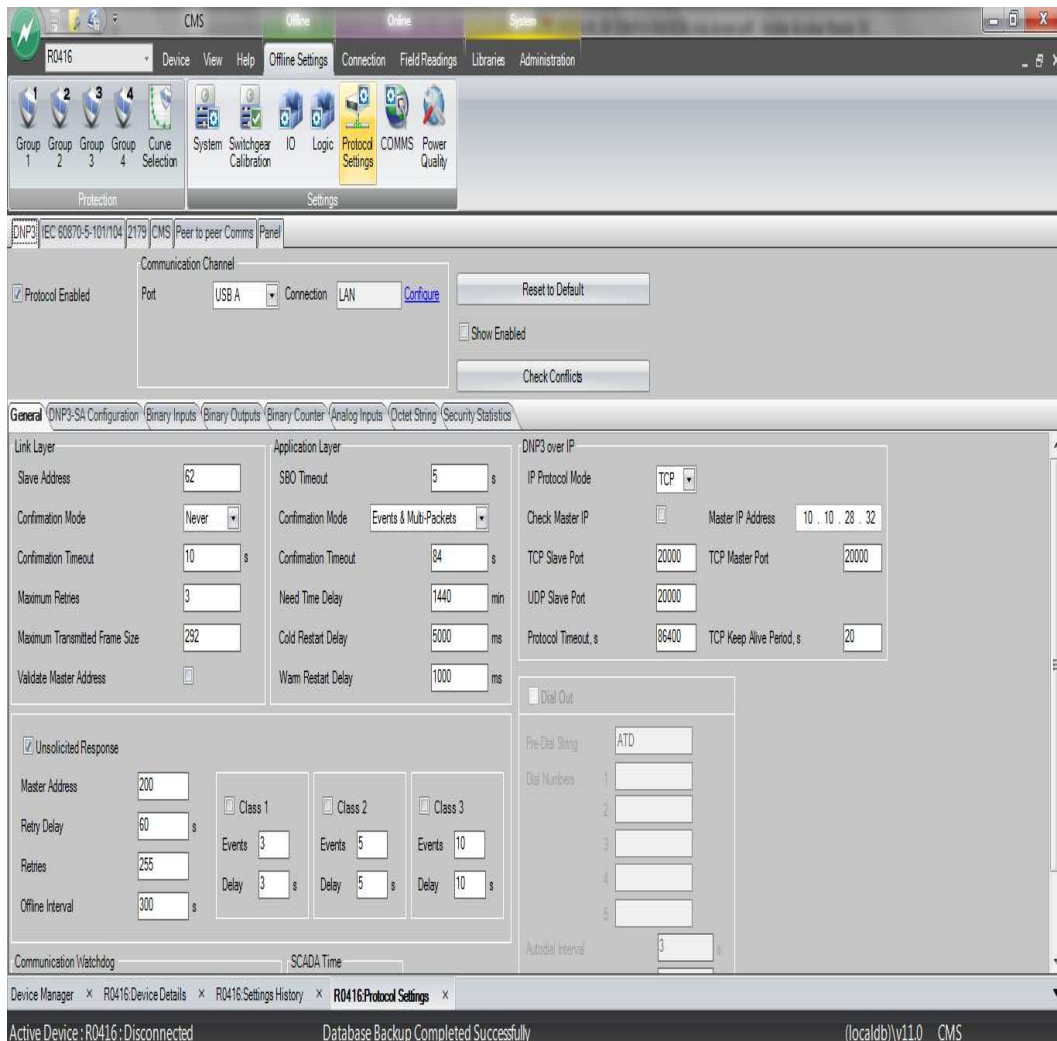 CMS Offline Online System
R0416 Device View Help Offline Settings Connection Field Readings Libraries Administration
1 2 3 4
Group 1 Group 2 Group 3 Group 4 Curve Selection System Switchgear Calibration IO Logic Protocol Settings COMMS Power Quality
Protection Settings
DNP3 IEC 60870-5-101/104 2179 CMS Peer to peer Comms Panel
Communication Channel
Protocol Enabled Port USB A Connection LAN Configure Reset to Default
Show Enabled
Check Conflicts
General DNP3-SA Configuration Binary Inputs Binary Outputs Binary Counter Analog Inputs Octet String Security Statistics
Link Layer
Slave Address 62
Confirmation Mode Never
Confirmation Timeout 10 s
Maximum Retries 3
Maximum Transmitted Frame Size 292
Validate Master Address
Application Layer
SBO Timeout 5 s
Confirmation Mode Events & Multi-Packets
Confirmation Timeout 84 s
Need Time Delay 1440 min
Cold Restart Delay 5000 ms
Warm Restart Delay 1000 ms
DNP3 over IP
IP Protocol Mode TCP
Check Master IP Master IP Address 10 . 10 . 28 . 32
TCP Slave Port 20000 TCP Master Port 20000
UDP Slave Port 20000
Protocol Timeout, s 86400 TCP Keep Alive Period, s 20
Unsolicited Response
Master Address 200
Retry Delay 60 s
Retries 255
Offline Interval 300 s
Class 1
Events 3
Delay 3 s
Class 2
Events 5
Delay 5 s
Class 3
Events 10
Delay 10 s
Dial Out
Pre-Dial String ATD
Dial Numbers 1
2
3
4
5
Autodial Interval 3 s
Communication Watchdog SCADA Time
Device Manager × R0416:Device Details × R0416:Settings History × R0416:Protocol Settings ×
Active Device : R0416 : Disconnected Database Backup Completed Successfully (localdb)\v11.0 CMS